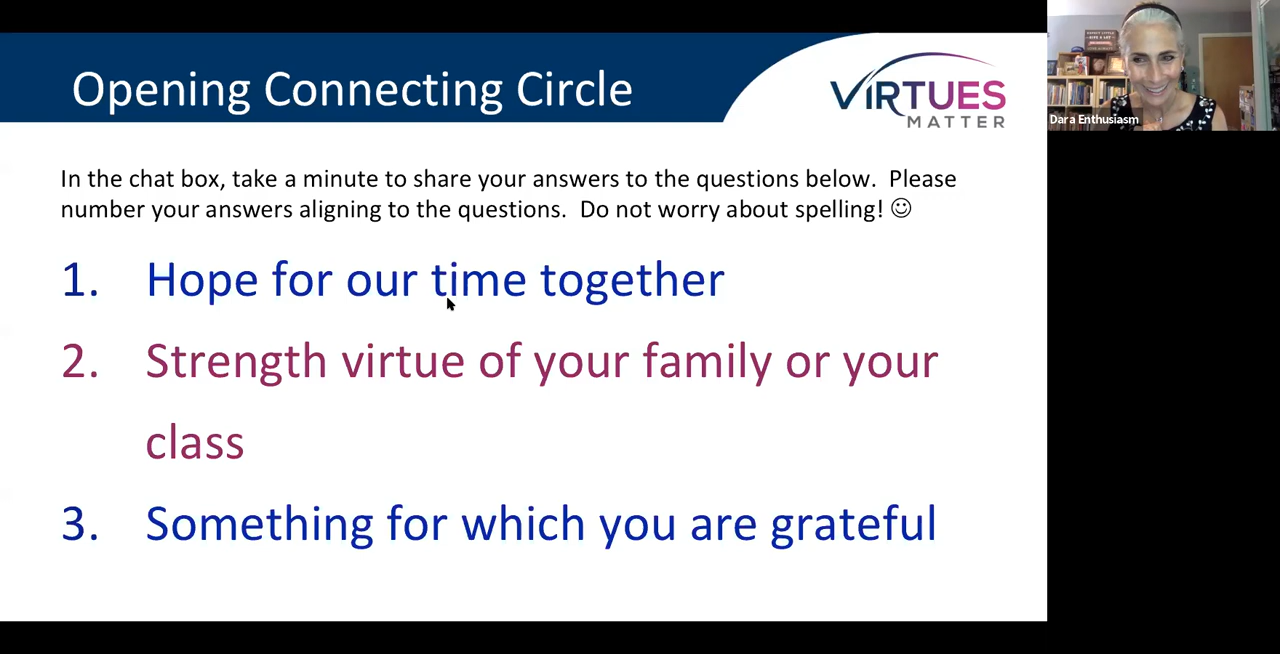 Opening Connecting Circle
VIRTUES
MATTER
Dara Enthusiasm
In the chat box, take a minute to share your answers to the questions below.  Please
number your answers aligning to the questions.  Do not worry about spelling! ☺
1. Hope for our time together
2. Strength virtue of your family or your
class
3. Something for which you are grateful